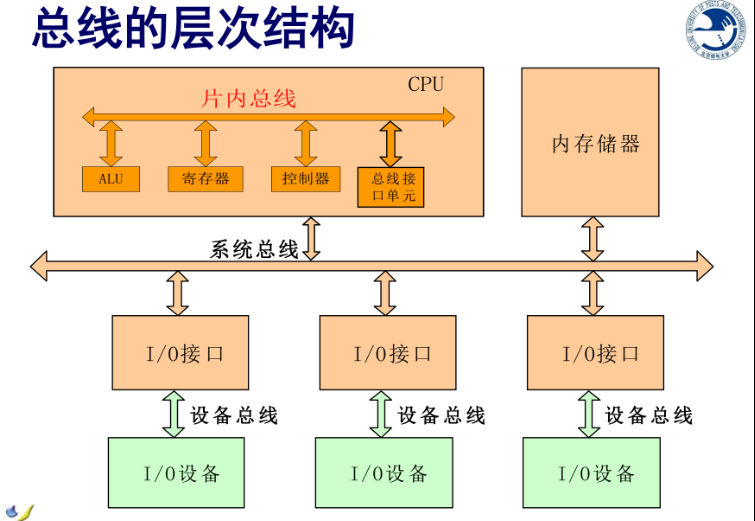 总线的层次结构
CPU
片内总线
ALU
寄存器
控制器
总线接
口单元
内存储器
系统总线
I/O接口
I/O接口
I/O接口
设备总线
设备总线
设备总线
I/O设备
I/O设备
I/O设备